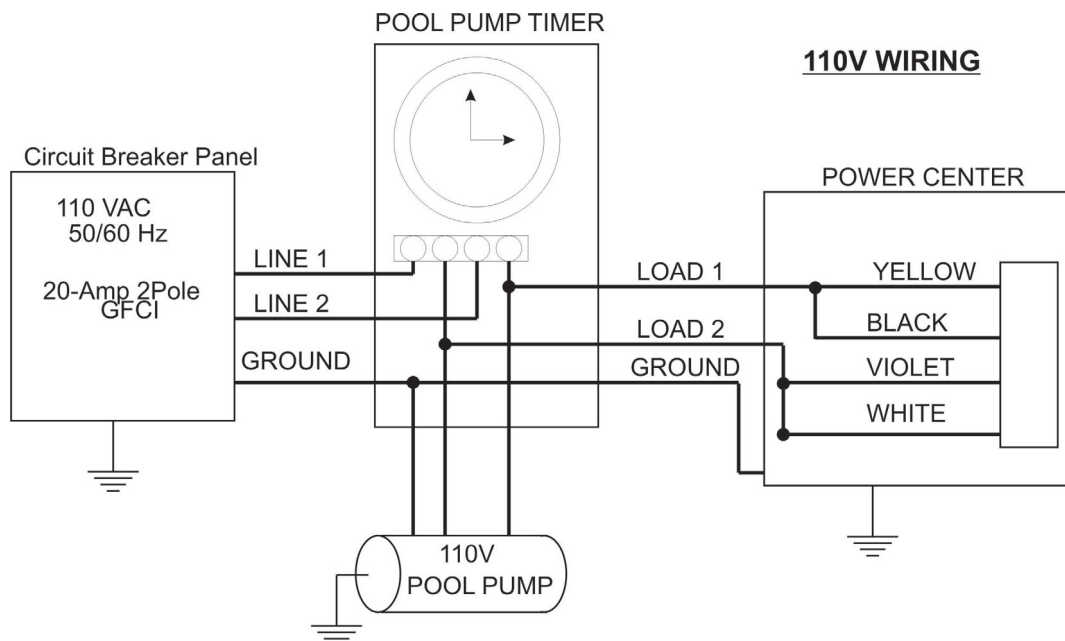 POOL PUMP TIMER
110V WIRING
Circuit Breaker Panel
110 VAC
50/60 Hz
20-Amp 2Pole
GFCI
LINE 1
LINE 2
GROUND
POWER CENTER
LOAD 1
LOAD 2
GROUND
YELLOW
BLACK
VIOLET
WHITE
110V
POOL PUMP